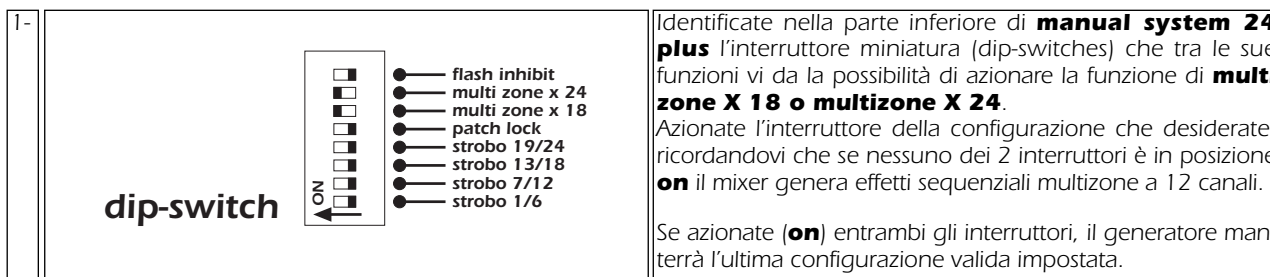 1-
flash inhibit
multi zone x 24
multi zone x 18
patch lock
strobo 19/24
strobo 13/18
strobo 7/12
strobo 1/6
ON
dip-switch
Identificate nella parte inferiore di manual system 24
plus l'interruttore miniatura (dip-switches) che tra le sue
funzioni vi da la possibilità di azionare la funzione di multi
zone X 18 o multizone X 24.
Azionate l'interruttore della configurazione che desiderate
ricordandovi che se nessuno dei 2 interruttori è in posizione
on il mixer genera effetti sequenziali multizone a 12 canali.
Se azionate (on) entrambi gli interruttori, il generatore man
terrà l'ultima configurazione valida impostata.